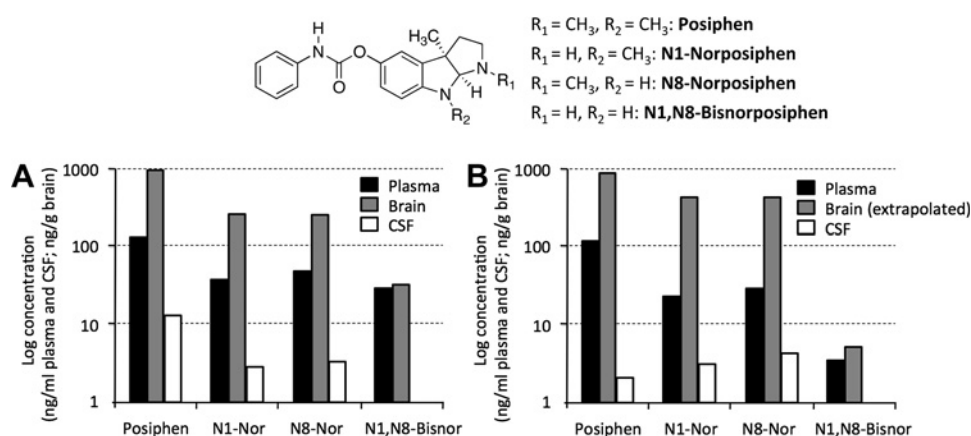 R1 = CH3, R2 = CH3: Posiphen
R1 = H, R2 = CH3: N1-Norposiphen
R1 = CH3, R2 = H: N8-Norposiphen
R1 = H, R2 = H: N1,N8-Bisnorposiphen
H
N
O
O
H3C
N
R1
H
N
R2
A
Log concentration
(ng/ml plasma and CSF; ng/g brain)
1000
100
10
1
Plasma
Brain
CSF
Posiphen N1-Nor N8-Nor N1,N8-Bisnor
B
Log concentration
(ng/ml plasma and CSF; ng/g brain)
1000
100
10
1
Plasma
Brain (extrapolated)
CSF
Posiphen N1-Nor N8-Nor N1,N8-Bisnor